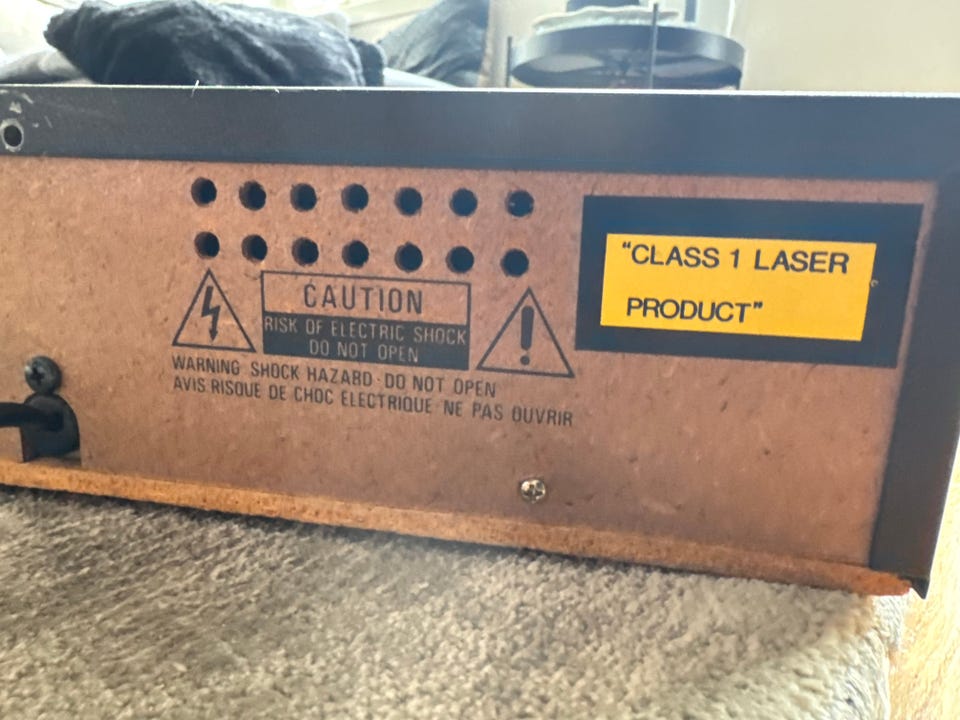 CAUTION
RISK OF ELECTRIC SHOCK
DO NOT OPEN
WARNING SHOCK HAZARD·DO NOT OPEN
AVIS RISQUE DE CHOC ELECTRIQUE·NE PAS OUVRIR
"CLASS 1 LASER
PRODUCT"